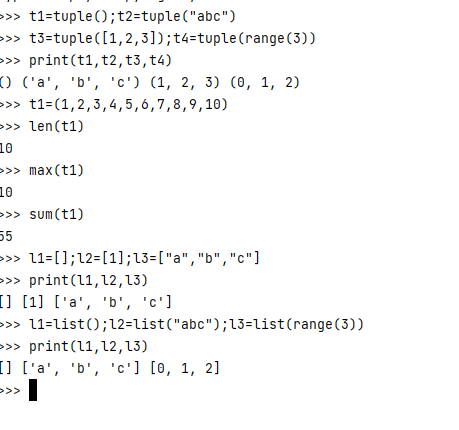 >>> t1=tuple();t2=tuple("abc")
>>> t3=tuple([1,2,3]);t4=tuple(range(3))
>>> print(t1,t2,t3,t4)
() ('a', 'b', 'c') (1, 2, 3) (0, 1, 2)
>>> t1=(1,2,3,4,5,6,7,8,9,10)
>>> len(t1)
10
>>> max(t1)
10
>>> sum(t1)
55
>>> l1=[];l2=[1];l3=["a","b","c"]
>>> print(l1,l2,l3)
[] [1] ['a', 'b', 'c']
>>> l1=list();l2=list("abc");l3=list(range(3))
>>> print(l1,l2,l3)
[] ['a', 'b', 'c'] [0, 1, 2]
>>>